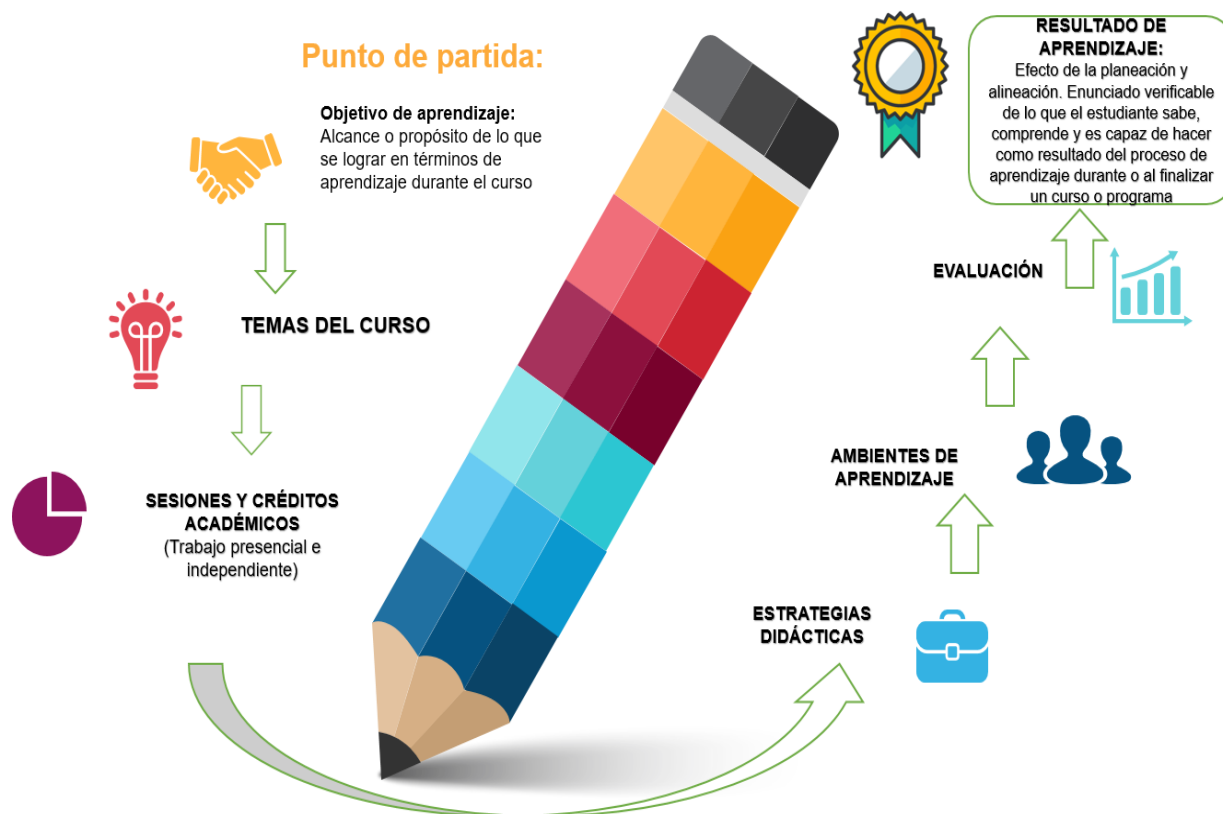 Punto de partida:
Objetivo de aprendizaje:
Alcance o propósito de lo que
se lograr en términos de
aprendizaje durante el curso
TEMAS DEL CURSO
SESIONES Y CRÉDITOS
ACADÉMICOS
(Trabajo presencial e
independiente)
ESTRATEGIAS
DIDÁCTICAS
AMBIENTES DE
APRENDIZAJE
EVALUACIÓN
RESULTADO DE
APRENDIZAJE:
Efecto de la planeación y
alineación. Enunciado verificable
de lo que el estudiante sabe,
comprende y es capaz de hacer
como resultado del proceso de
aprendizaje durante o al finalizar
un curso o programa